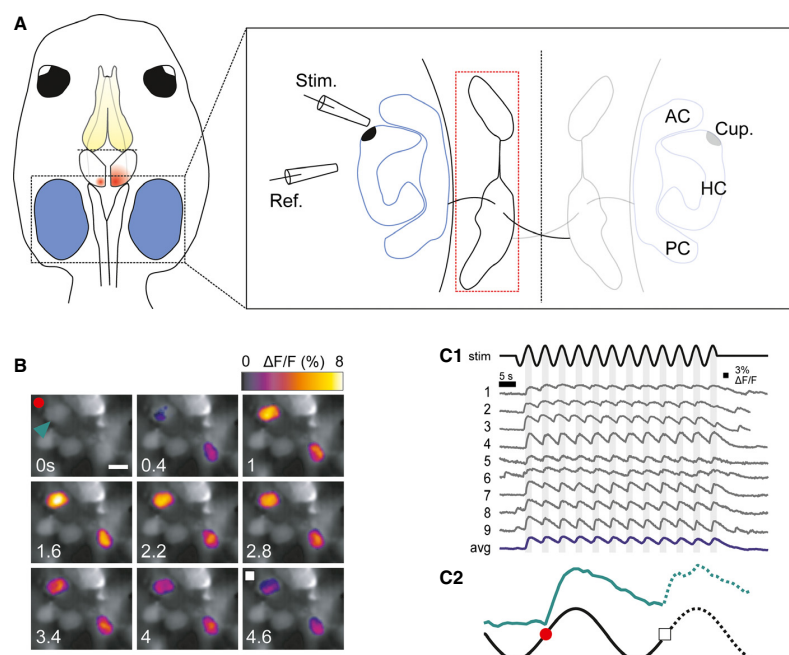 A
Stim.
Ref.
AC
Cup.
HC
PC
B
0 ΔF/F (%) 8
0s
0.4
1
1.6
2.2
2.8
3.4
4
4.6
C1
stim
5 s
3%
ΔF/F
1
2
3
4
5
6
7
8
9
avg
C2